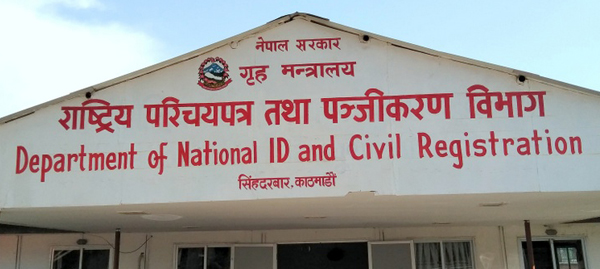 नेपाल सरकार
गृह मन्त्रालय
राष्ट्रिय परिचयपत्र तथा पञ्जीकरण विभाग
Department of National ID and Civil Registration
सिंहदरबार, काठमाडौं